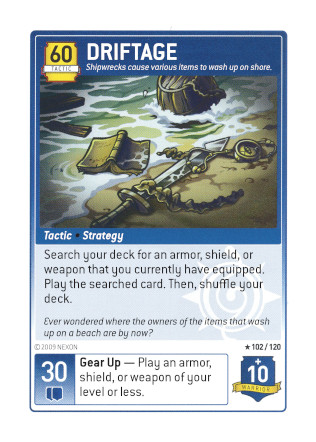 60
TACTIC
DRIFTAGE
Shipwrecks cause various items to wash up on shore.
Tactic • Strategy
Search your deck for an armor, shield, or
weapon that you currently have equipped.
Play the searched card. Then, shuffle your
deck.
Ever wondered where the owners of the items that wash
up on a beach are by now?
© 2009 NEXON
★ 102 / 120
30
Gear Up — Play an armor,
shield, or weapon of your
level or less.
+
10
WARRIOR